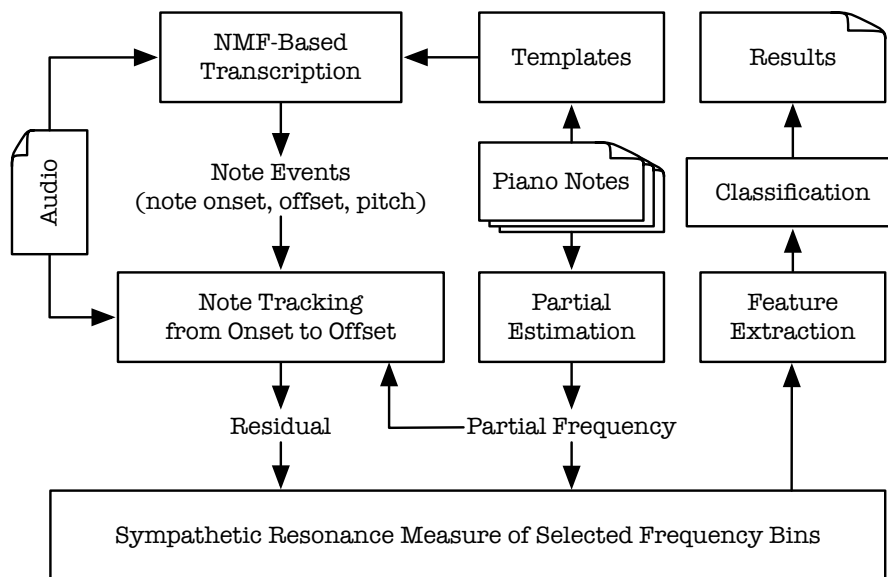 NMF-Based
Transcription
Templates
Results
Audio
Note Events
(note onset, offset, pitch)
Piano Notes
Classification
Note Tracking
from Onset to Offset
Partial
Estimation
Feature
Extraction
Residual
Partial Frequency
Sympathetic Resonance Measure of Selected Frequency Bins